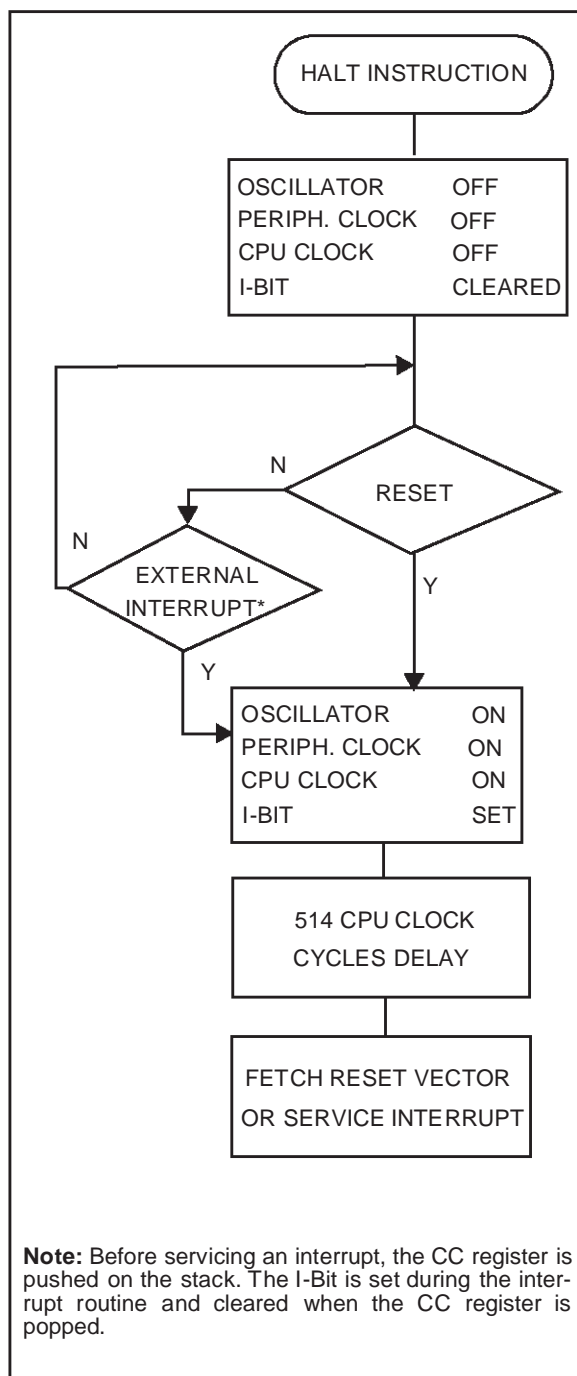 HALT INSTRUCTION
OSCILLATOR OFF
PERIPH. CLOCK OFF
CPU CLOCK OFF
I-BIT CLEARED
N
RESET
N
EXTERNAL
INTERRUPT*
Y
Y
OSCILLATOR ON
PERIPH. CLOCK ON
CPU CLOCK ON
I-BIT SET
514 CPU CLOCK
CYCLES DELAY
FETCH RESET VECTOR
OR SERVICE INTERRUPT
Note: Before servicing an interrupt, the CC register is
pushed on the stack. The I-Bit is set during the inter-
rupt routine and cleared when the CC register is
popped.